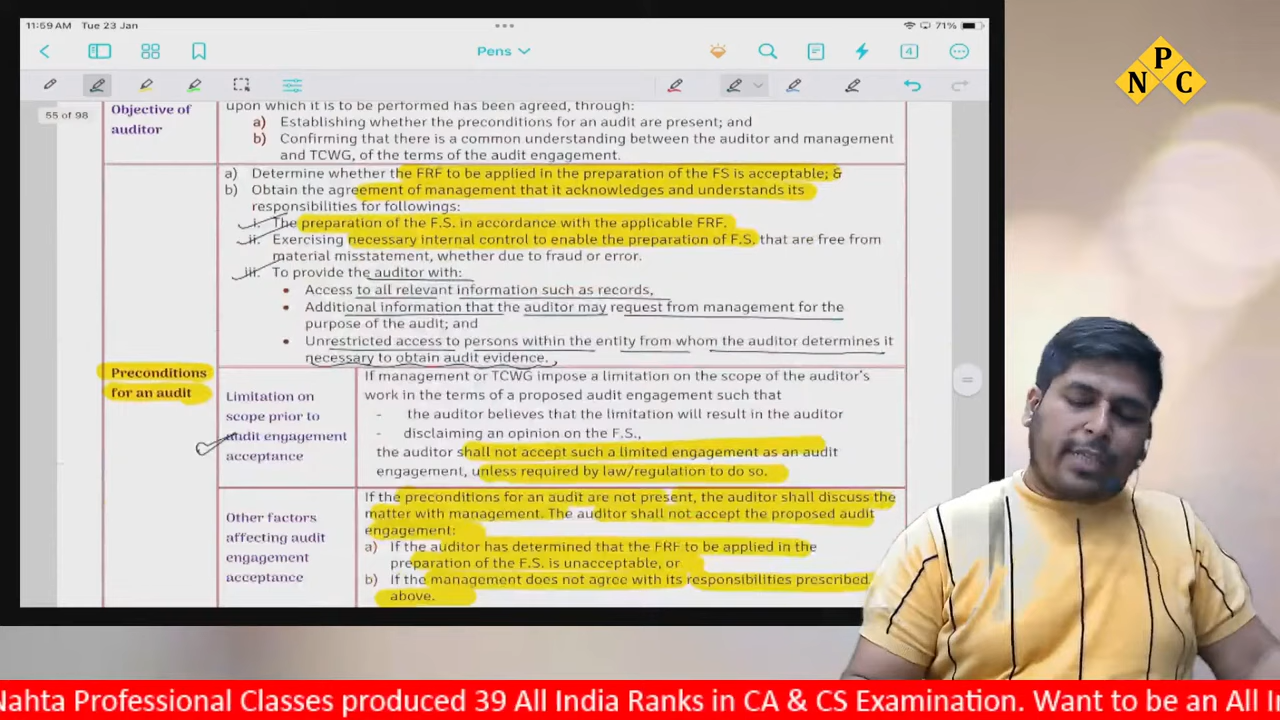 11:59 AM Tue 23 Jan
71%
Pens
4
55 of 98
Objective of
auditor
upon which it is to be performed has been agreed, through:
a) Establishing whether the preconditions for an audit are present; and
b) Confirming that there is a common understanding between the auditor and management
and TCWG, of the terms of the audit engagement.
Preconditions
for an audit
a) Determine whether the FRF to be applied in the preparation of the FS is acceptable; &
b) Obtain the agreement of management that it acknowledges and understands its
responsibilities for followings:
i. The preparation of the F.S. in accordance with the applicable FRF.
ii. Exercising necessary internal control to enable the preparation of F.S. that are free from
material misstatement, whether due to fraud or error.
iii. To provide the auditor with:
• Access to all relevant information such as records,
• Additional information that the auditor may request from management for the
purpose of the audit; and
• Unrestricted access to persons within the entity from whom the auditor determines it
necessary to obtain audit evidence.
Limitation on
scope prior to
audit engagement
acceptance
If management or TCWG impose a limitation on the scope of the auditor's
work in the terms of a proposed audit engagement such that
- the auditor believes that the limitation will result in the auditor
- disclaiming an opinion on the F.S.,
the auditor shall not accept such a limited engagement as an audit
engagement, unless required by law/regulation to do so.
Other factors
affecting audit
engagement
acceptance
If the preconditions for an audit are not present, the auditor shall discuss the
matter with management. The auditor shall not accept the proposed audit
engagement:
a) If the auditor has determined that the FRF to be applied in the
preparation of the F.S. is unacceptable, or
b) If the management does not agree with its responsibilities prescribed
above.
N P C
Nahta Professional Classes produced 39 All India Ranks in CA & CS Examination. Want to be an All In